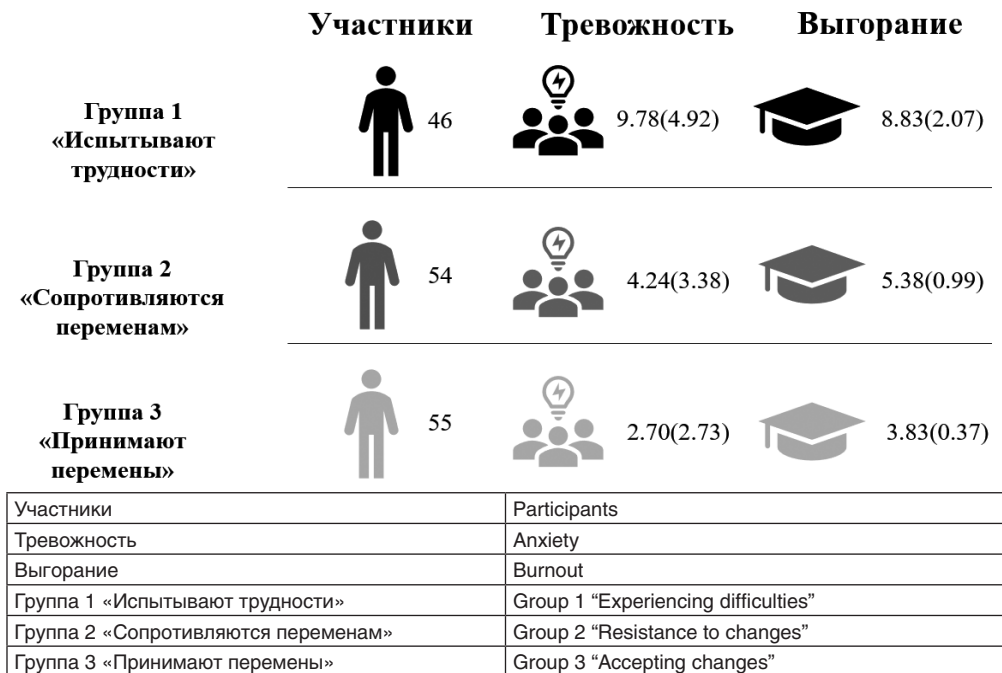 Участники Тревожность Выгорание
Группа 1
«Испытывают
трудности»
46 9.78(4.92) 8.83(2.07)
Группа 2
«Сопротивляются
переменам»
54 4.24(3.38) 5.38(0.99)
Группа 3
«Принимают
перемены»
55 2.70(2.73) 3.83(0.37)
Участники Participants
Тревожность Anxiety
Выгорание Burnout
Группа 1 «Испытывают трудности» Group 1 “Experiencing difficulties”
Группа 2 «Сопротивляются переменам» Group 2 “Resistance to changes”
Группа 3 «Принимают перемены» Group 3 “Accepting changes”